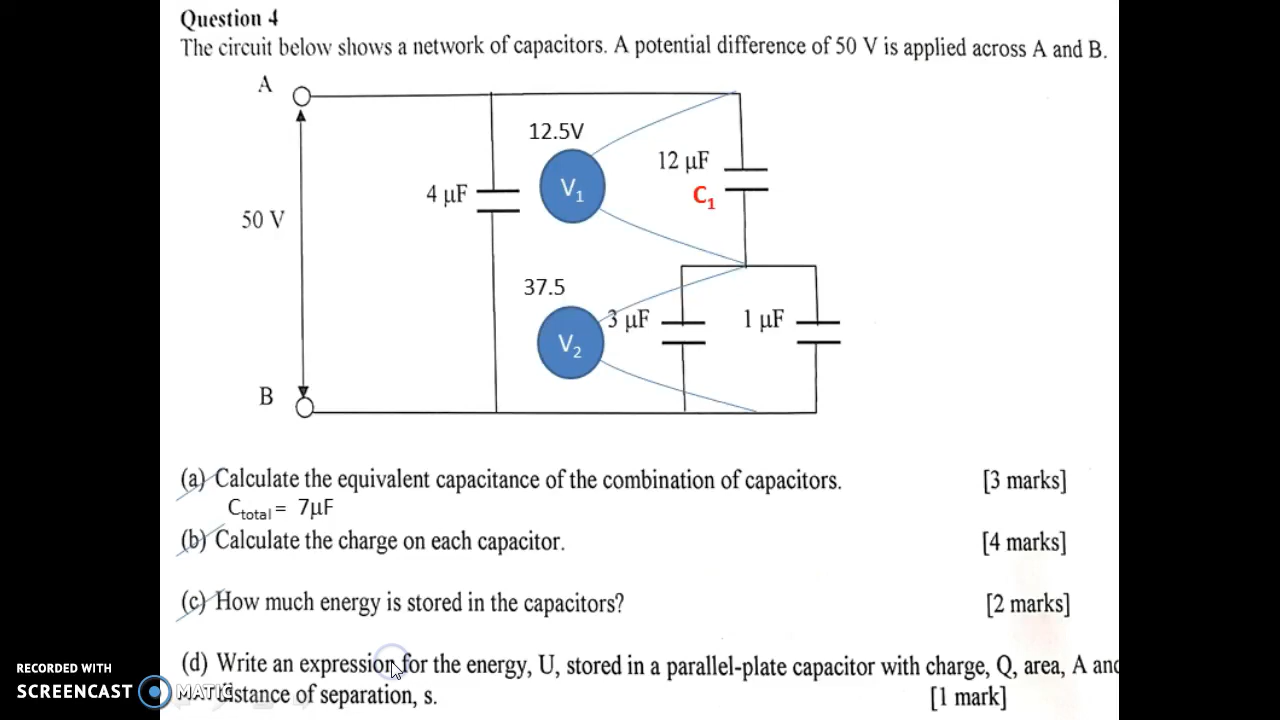 Question 4
The circuit below shows a network of capacitors. A potential difference of 50 V is applied across A and B.
A
12.5V
12 µF
V1
C1
4 µF
50 V
37.5
3 µF
1 µF
V2
B
(a) Calculate the equivalent capacitance of the combination of capacitors. [3 marks]
Ctotal = 7µF
(b) Calculate the charge on each capacitor. [4 marks]
(c) How much energy is stored in the capacitors? [2 marks]
(d) Write an expression for the energy, U, stored in a parallel-plate capacitor with charge, Q, area, A and
distance of separation, s. [1 mark]
RECORDED WITH
SCREENCAST MATIC